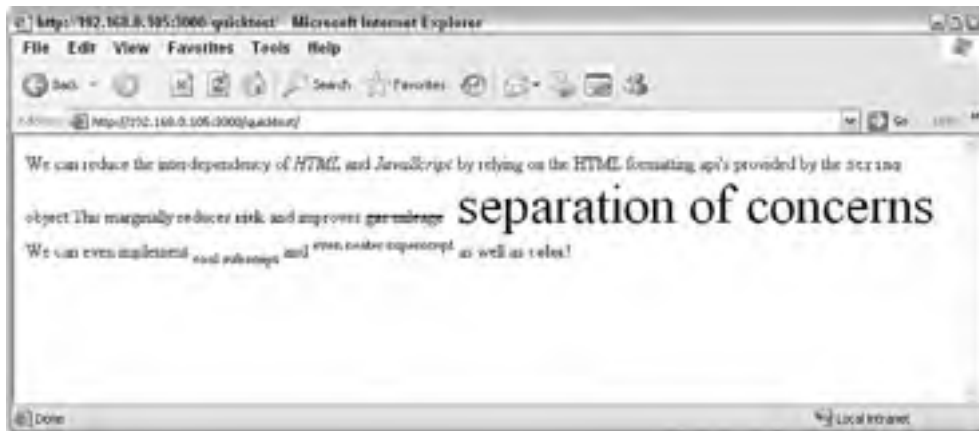 http://192.168.0.105:3000 quicktest/ Microsoft Internet Explorer
File Edit View Favorites Tools Help
Back Search Favorites
Address http://192.168.0.105:3000/quicktest/ Go
We can reduce the interdependency of HTML and JavaScript by relying on the HTML formatting api's provided by the String
object This marginally reduces risk and improves gas mileage separation of concerns
We can even implement cool subscript and even cooler superscript as well as color!
Done Local intranet